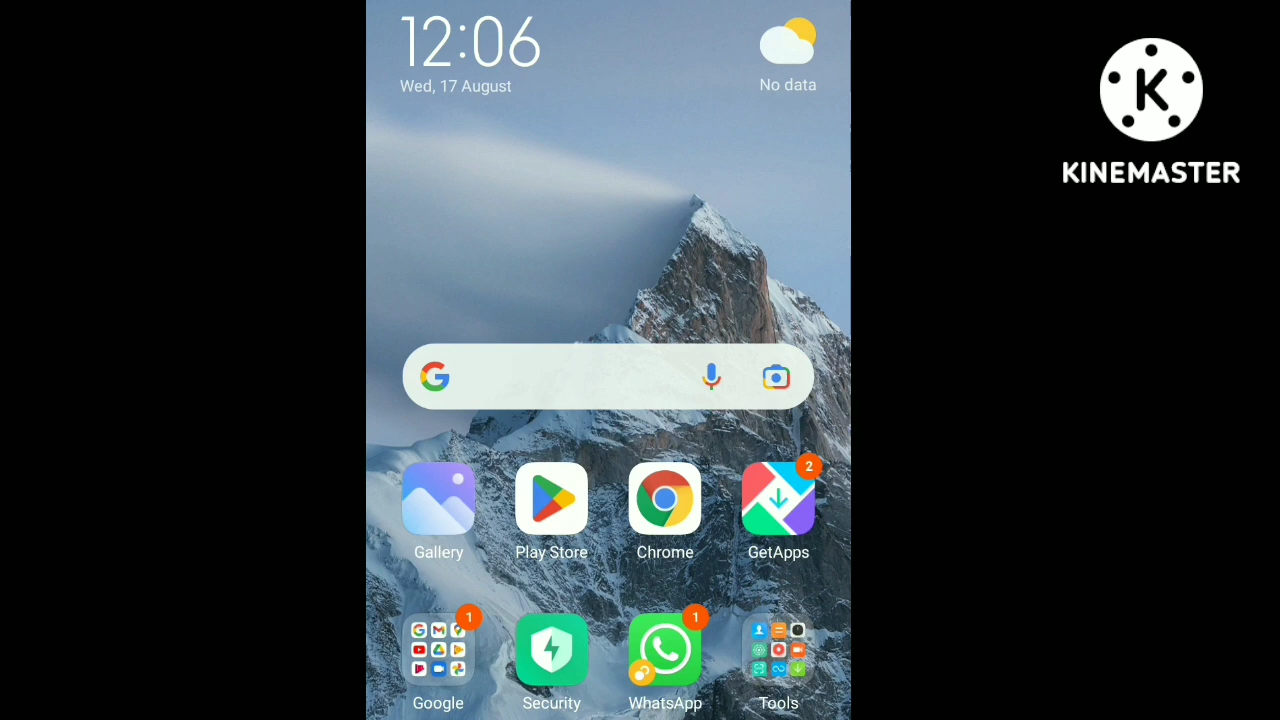 12:06
Wed, 17 August
No data
K
KINEMASTER
2
Gallery
Play Store
Chrome
GetApps
1
1
Google
Security
WhatsApp
Tools